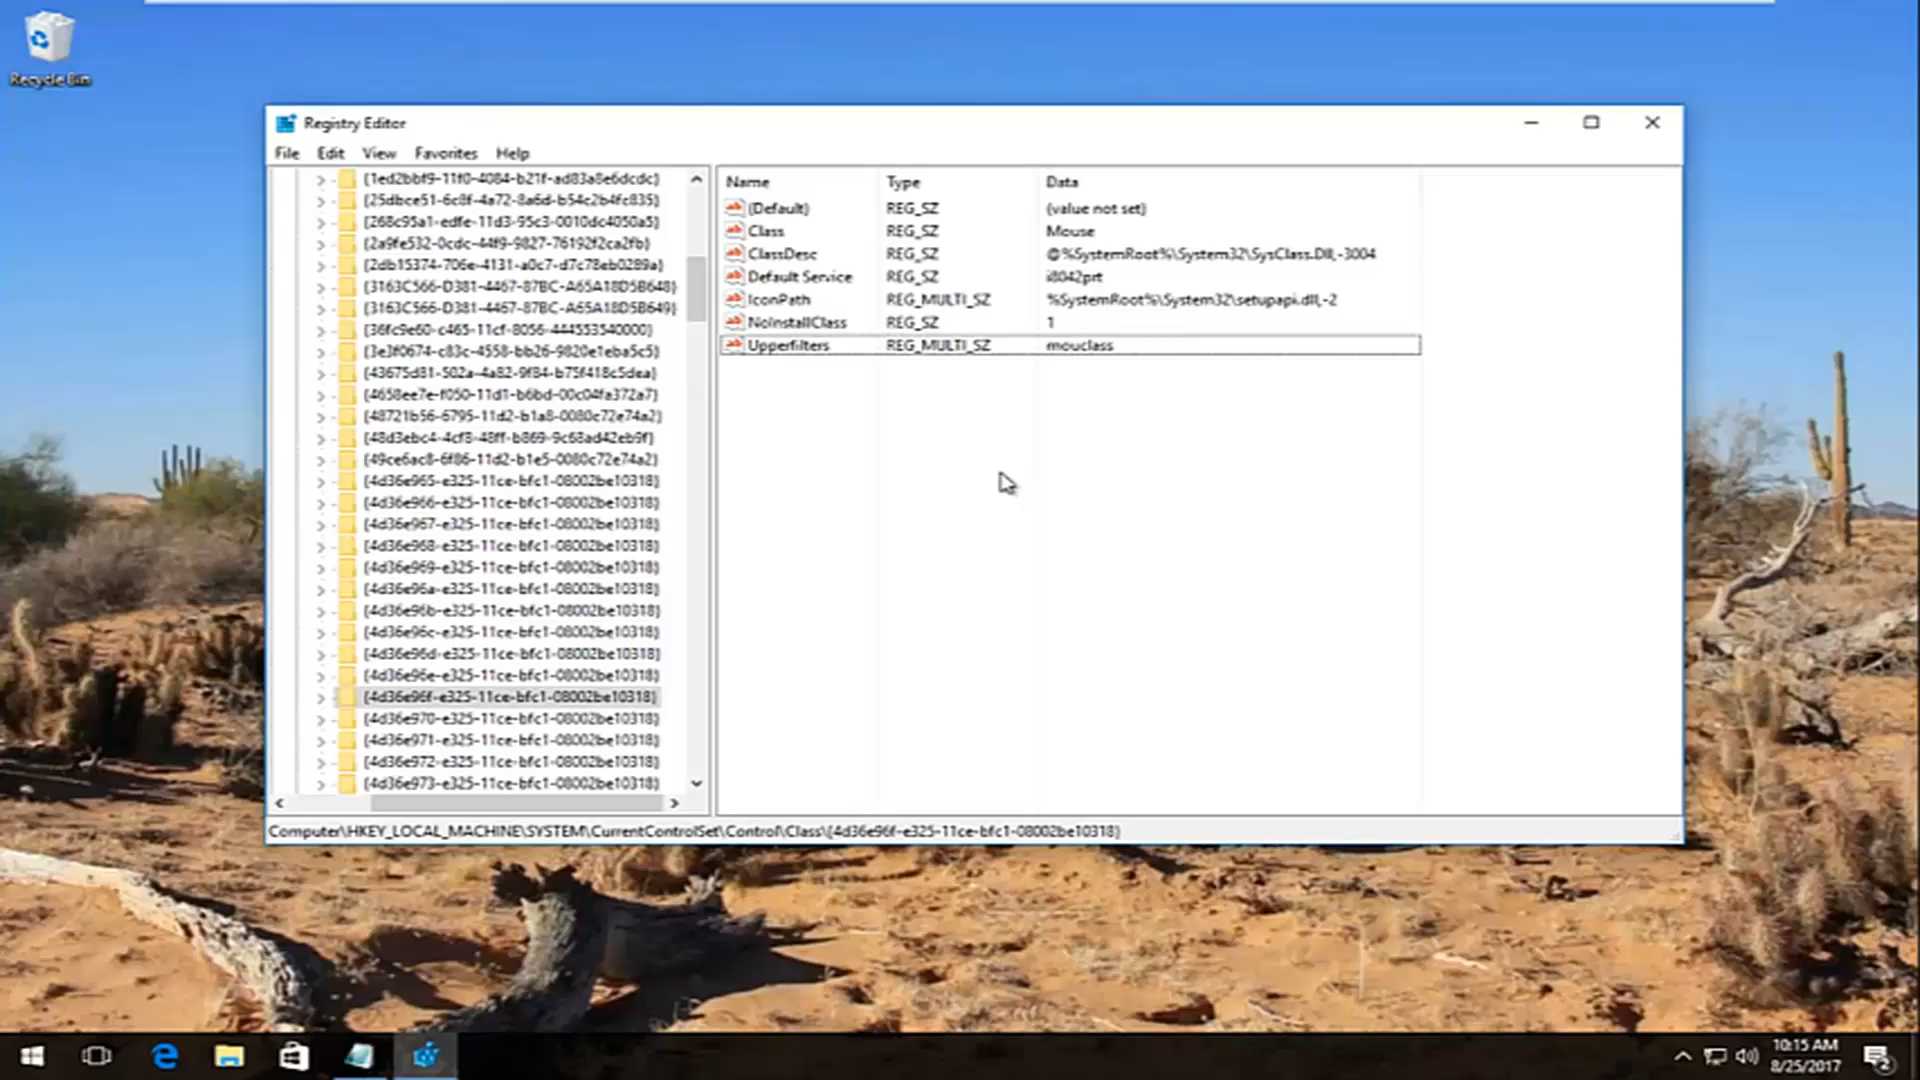 Recycle Bin
Registry Editor
File Edit View Favorites Help
{1ed2bbf9-11f0-4084-b21f-ad83a8e6dcdc}
{25dbce51-6c8f-4a72-8a6d-b54c2b4fc835}
{268c95a1-edfe-11d3-95c3-0010dc4050a5}
{2a9fe532-0cdc-44f9-9827-76192f2ca2fb}
{2db15374-706e-4131-a0c7-d7c78eb0289a}
{3163C566-D381-4467-87BC-A65A18D5B648}
{3163C566-D381-4467-87BC-A65A18D5B649}
{36fc9e60-c465-11cf-8056-444553540000}
{3e3f0674-c83c-4558-bb26-9820e1eba5c5}
{43675d81-502a-4a82-9f84-b75f418c5dea}
{4658ee7e-f050-11d1-b6bd-00c04fa372a7}
{48721b56-6795-11d2-b1a8-0080c72e74a2}
{48d3ebc4-4cf8-48ff-b869-9c68ad42eb9f}
{49ce6ac8-6f86-11d2-b1e5-0080c72e74a2}
{4d36e965-e325-11ce-bfc1-08002be10318}
{4d36e966-e325-11ce-bfc1-08002be10318}
{4d36e967-e325-11ce-bfc1-08002be10318}
{4d36e968-e325-11ce-bfc1-08002be10318}
{4d36e969-e325-11ce-bfc1-08002be10318}
{4d36e96a-e325-11ce-bfc1-08002be10318}
{4d36e96b-e325-11ce-bfc1-08002be10318}
{4d36e96c-e325-11ce-bfc1-08002be10318}
{4d36e96d-e325-11ce-bfc1-08002be10318}
{4d36e96e-e325-11ce-bfc1-08002be10318}
{4d36e96f-e325-11ce-bfc1-08002be10318}
{4d36e970-e325-11ce-bfc1-08002be10318}
{4d36e971-e325-11ce-bfc1-08002be10318}
{4d36e972-e325-11ce-bfc1-08002be10318}
{4d36e973-e325-11ce-bfc1-08002be10318}
Name Type Data
(Default) REG_SZ (value not set)
Class REG_SZ Mouse
ClassDesc REG_SZ @%SystemRoot%\System32\SysClass.Dll,-3004
Default Service REG_SZ i8042prt
IconPath REG_MULTI_SZ %SystemRoot%\System32\setupapi.dll,-2
NoInstallClass REG_SZ 1
Upperfilters REG_MULTI_SZ mouclass
Computer\HKEY_LOCAL_MACHINE\SYSTEM\CurrentControlSet\Control\Class\{4d36e96f-e325-11ce-bfc1-08002be10318}
10:15 AM
8/25/2017
2